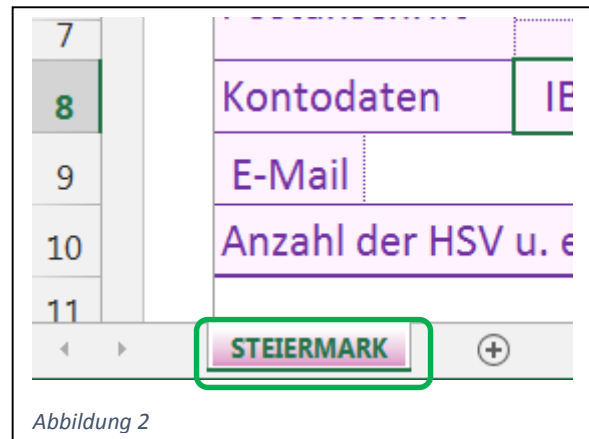 7
8 Kontodaten
9 E-Mail
10 Anzahl der HSV u.
11
STEIERMARK
Abbildung 2